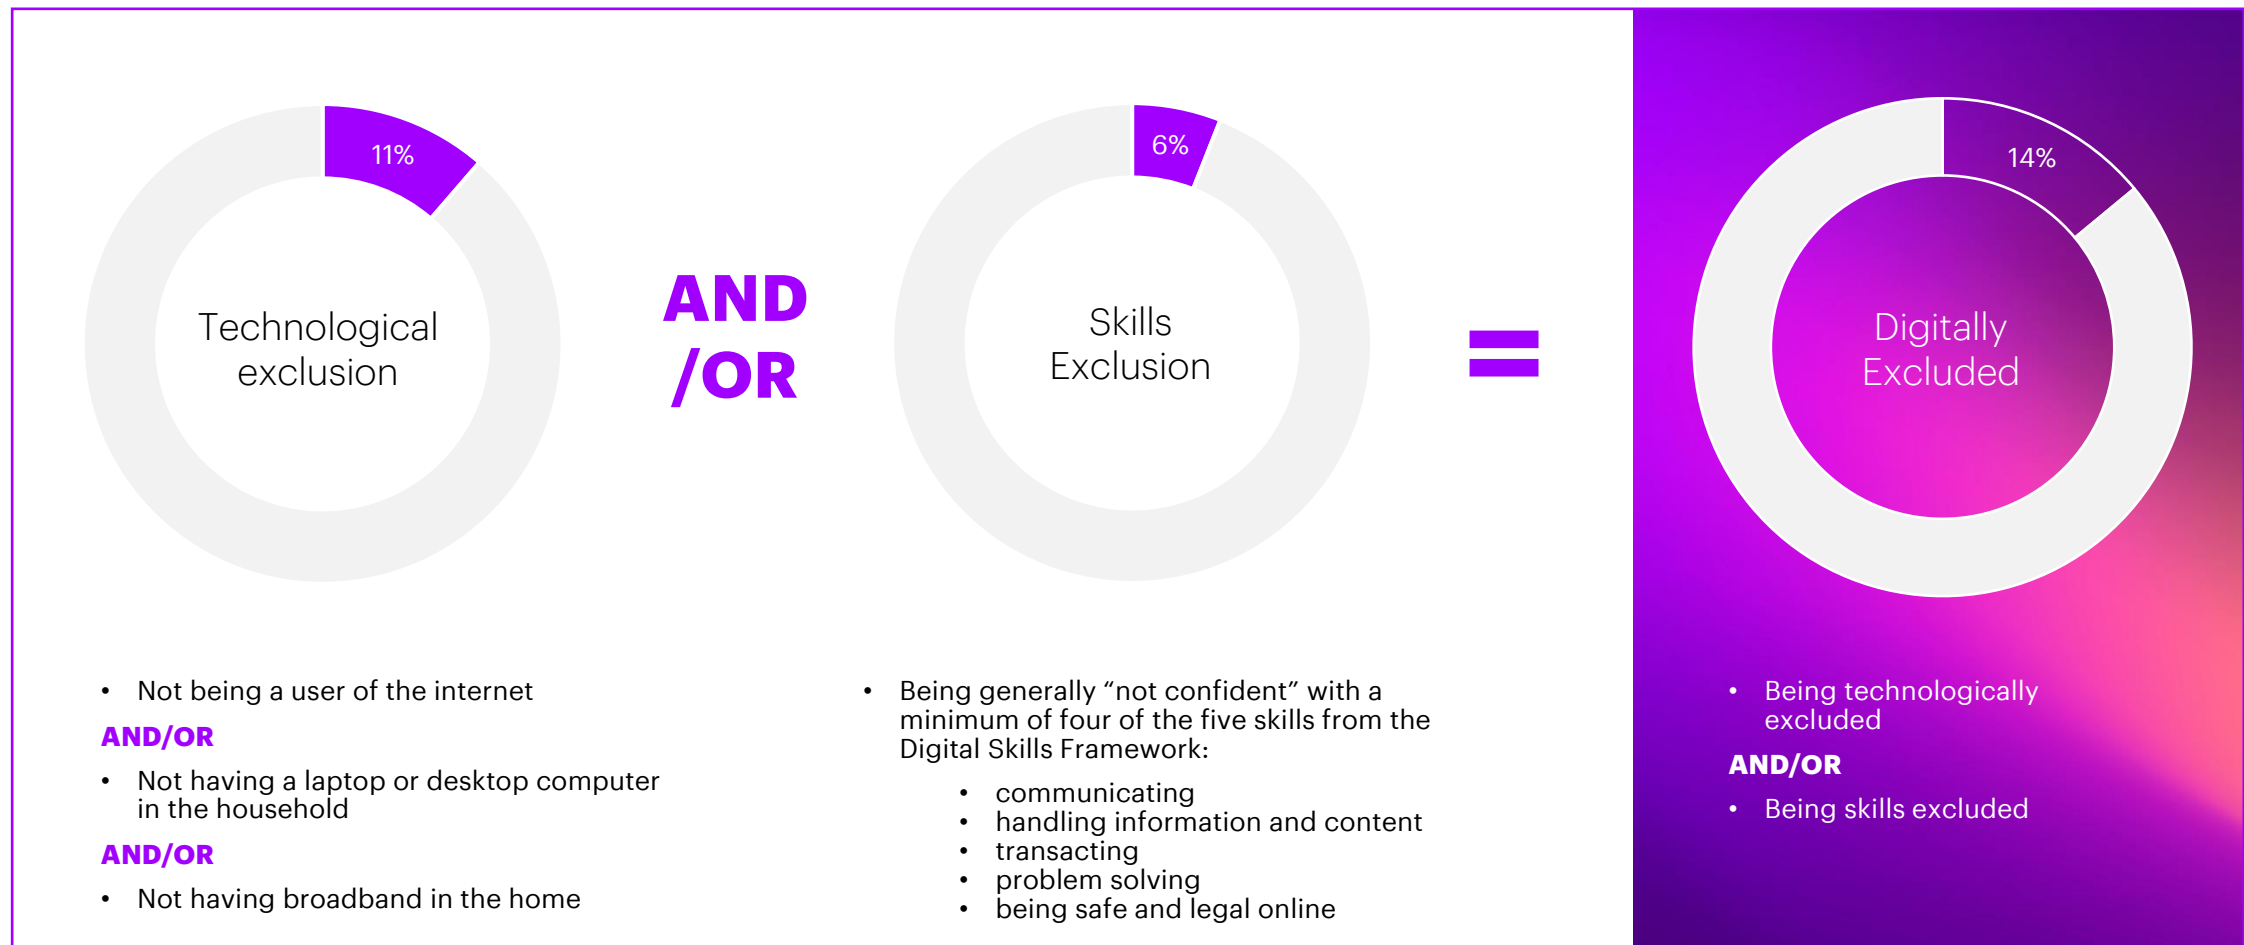 11%
Technological
exclusion
AND
/OR
6%
Skills
Exclusion
=
14%
Digitally
Excluded
• Not being a user of the internet
AND/OR
• Not having a laptop or desktop computer
in the household
AND/OR
• Not having broadband in the home
• Being generally “not confident” with a
minimum of four of the five skills from the
Digital Skills Framework:
• communicating
• handling information and content
• transacting
• problem solving
• being safe and legal online
• Being technologically
excluded
AND/OR
• Being skills excluded